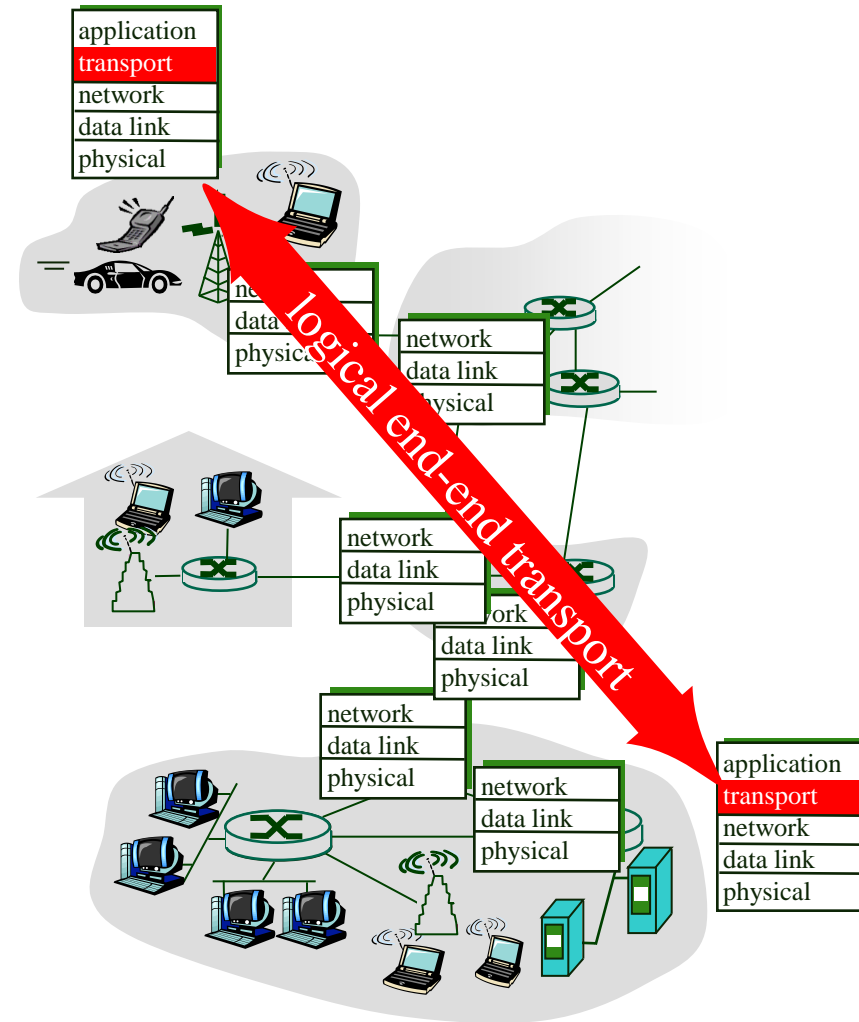 application
transport
network
data link
physical
data
physical
network
data link
logical end-end transport
network
data link
physical
data link
physical
network
data link
physical
network
data link
physical
application
transport
network
data link
physical